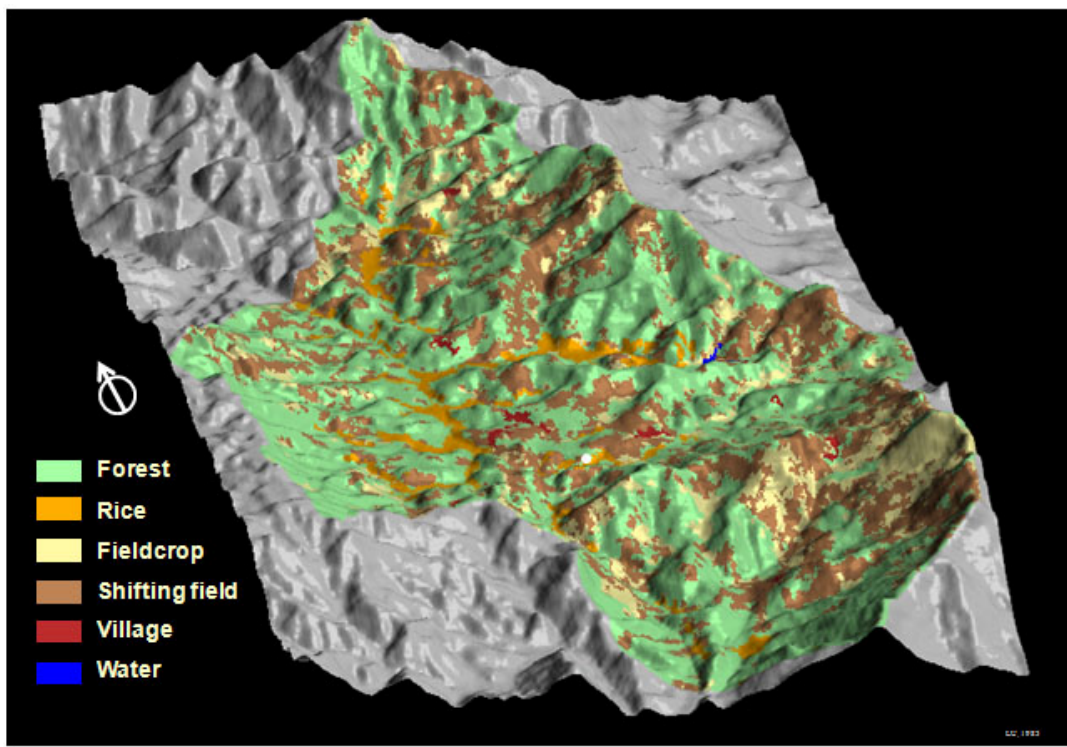 Forest
Rice
Fieldcrop
Shifting field
Village
Water